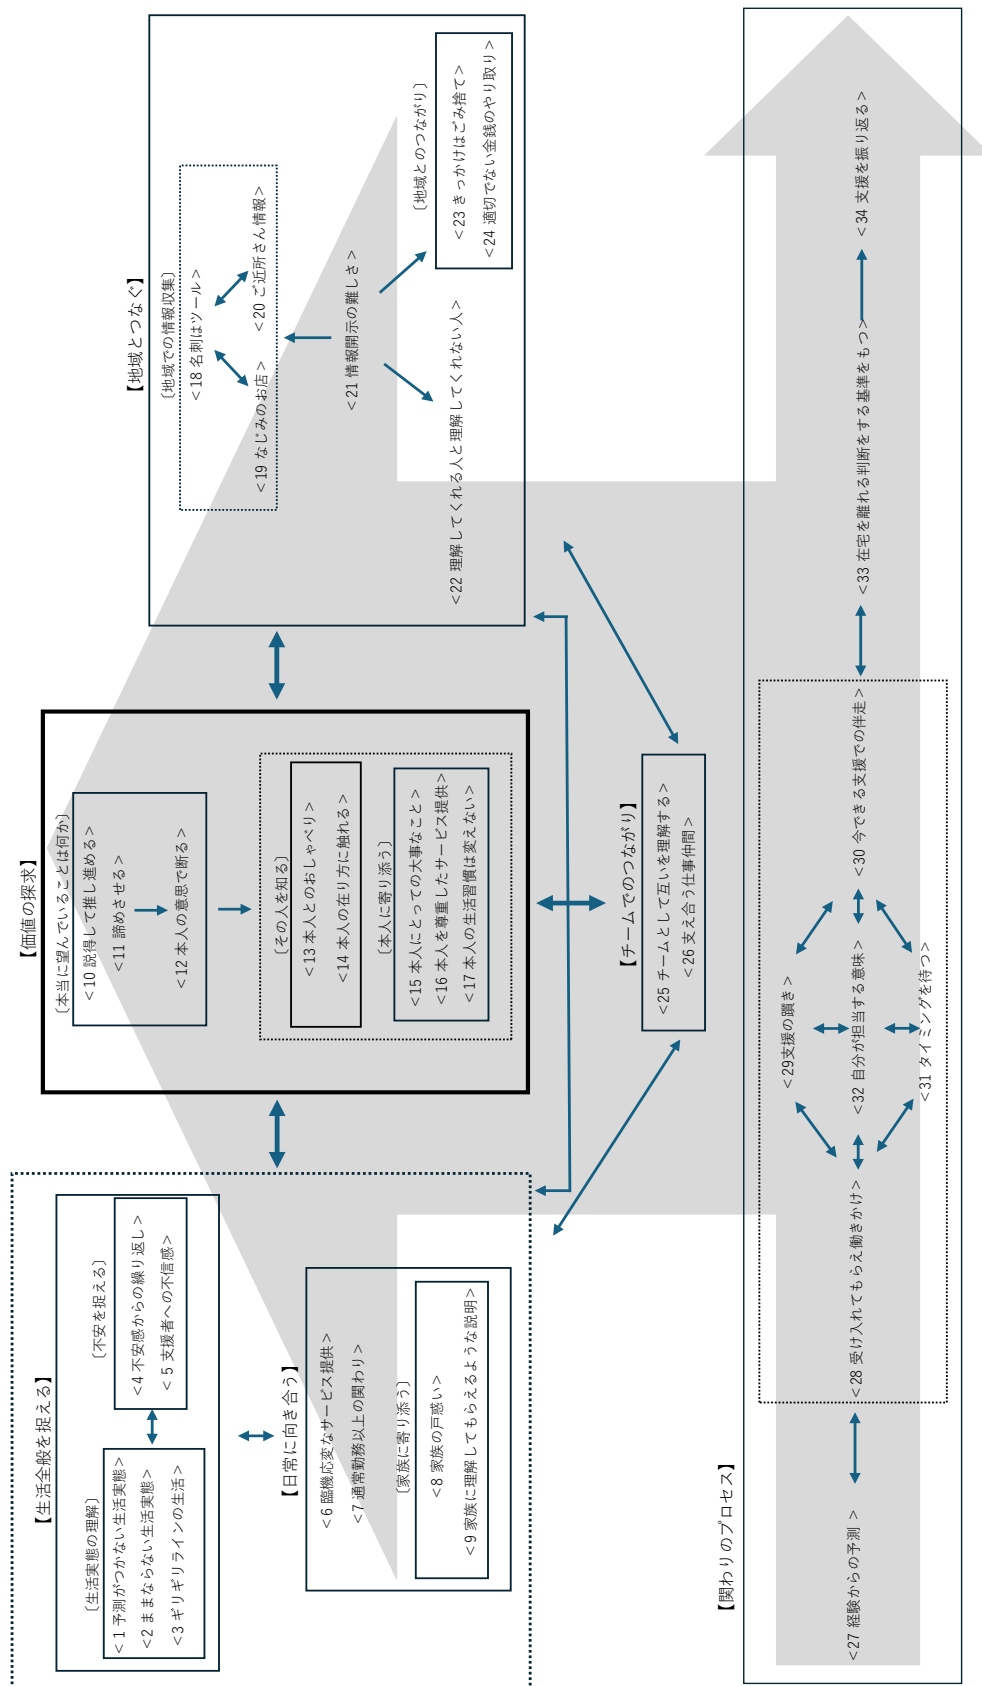 【生活全般を捉える】
〔生活実態の理解〕
＜１予測がつかない生活実態＞
＜2 ままならない生活実態＞
＜3 ギリギリラインの生活＞
〔不安を捉える〕
＜4 不安感からの繰り返し＞
＜5 支援者への不信感＞
【日常に向き合う】
＜6 臨機応変なサービス提供＞
＜7 通常勤務以上の関わり＞
〔家族に寄り添う〕
＜8 家族の戸惑い＞
＜9 家族に理解してもらえるような説明＞
【価値の探求】
〔本当に望んでいることは何か〕
＜10 説得して推し進める＞
＜11 諦めさせる＞
＜12 本人の意思で断る＞
〔その人を知る〕
＜13 本人とのおしゃべり＞
＜14 本人の在り方に触れる＞
〔本人に寄り添う〕
＜15 本人にとっての大事なこと＞
＜16 本人を尊重したサービス提供＞
＜17 本人の生活習慣は変えない＞
【地域とつなぐ】
〔地域での情報収集〕
＜18 名刺はツール＞
＜19 なじみのお店＞
＜20 ご近所さん情報＞
＜21 情報開示の難しさ＞
＜22 理解してくれる人と理解してくれない人＞
〔地域とのつながり〕
＜23 きっかけはごみ捨て＞
＜24 適切でない金銭のやり取り＞
【チームでのつながり】
＜25 チームとして互いを理解する＞
＜26 支え合う仕事仲間＞
【関わりのプロセス】
＜27 経験からの予測 ＞
＜28 受け入れてもらえ働きかけ＞
＜29支援の躓き＞
＜32 自分が担当する意味＞
＜31 タイミングを待つ＞
＜30 今できる支援での伴走＞
＜33 在宅を離れる判断をする基準をもつ＞
＜34 支援を振り返る＞